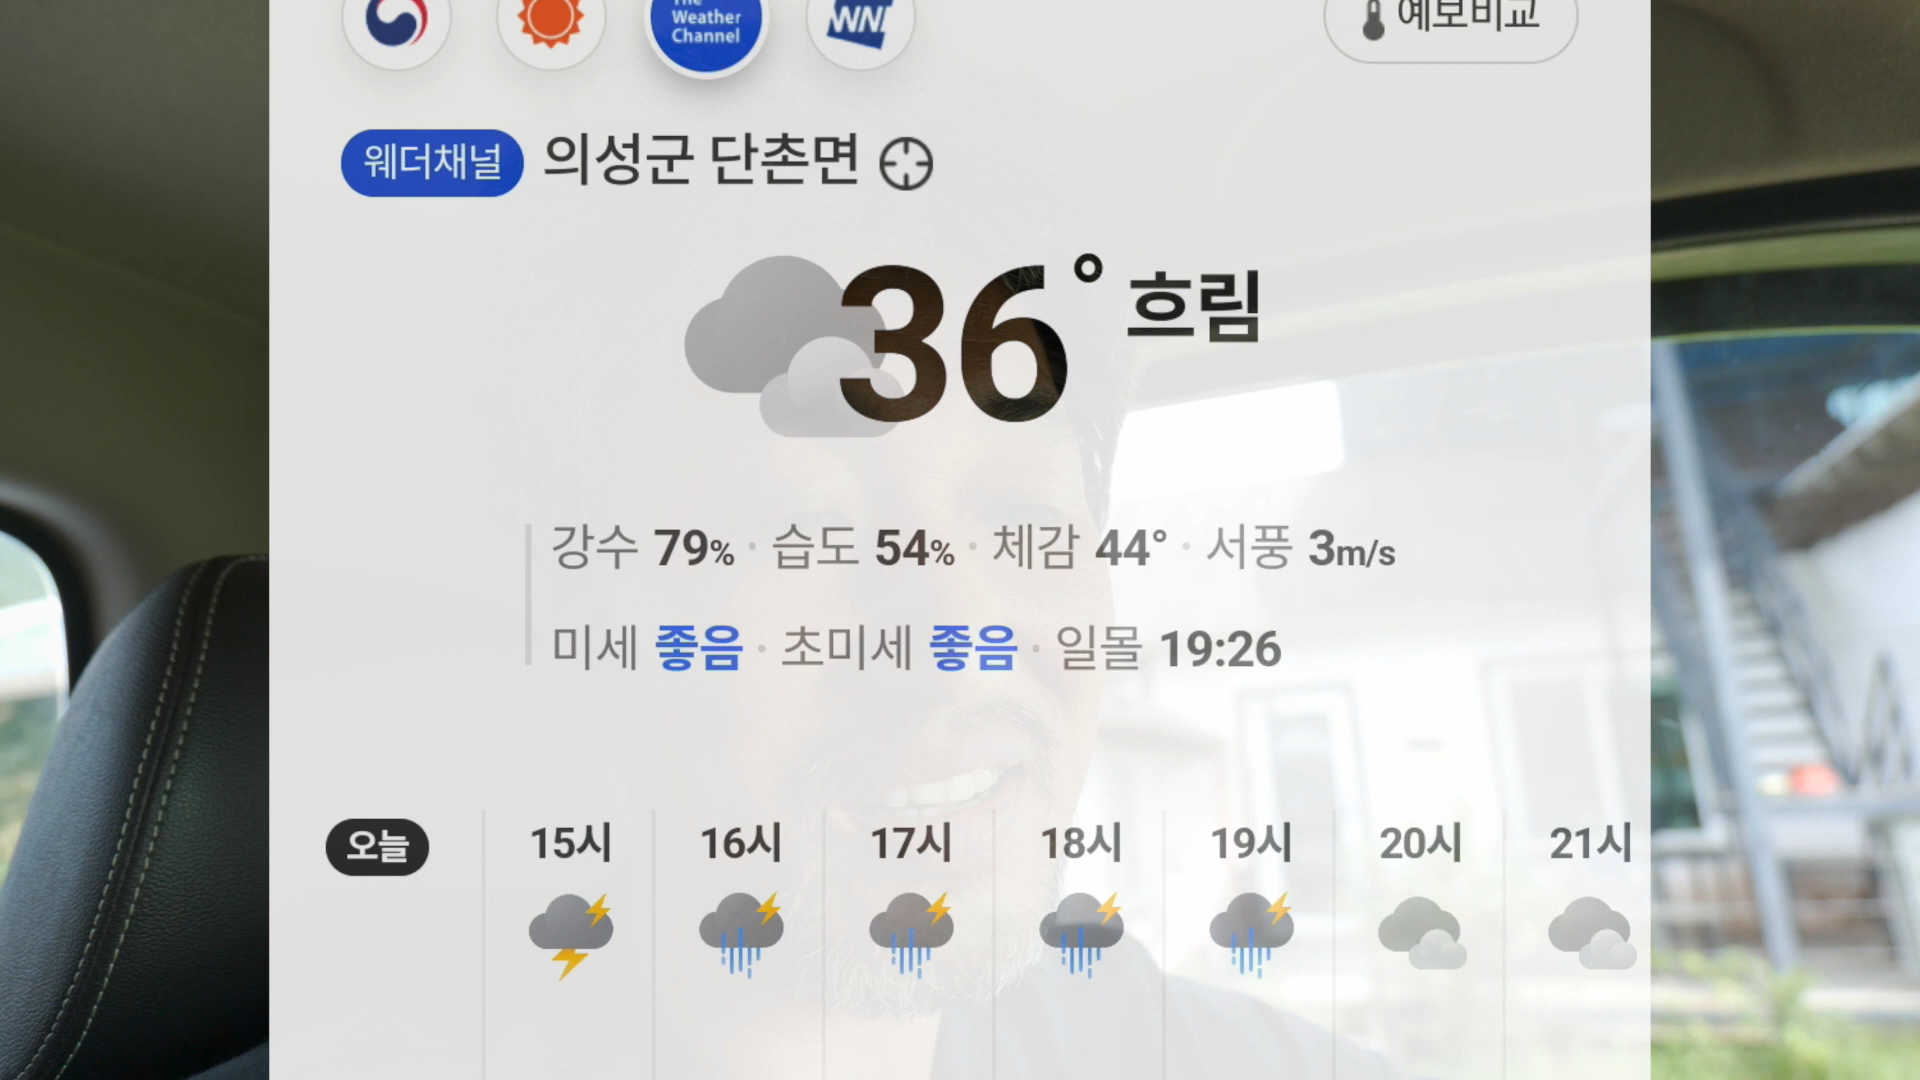 The
Weather
Channel
WNI
예보비교
웨더채널 의성군 단촌면
36° 흐림
강수 79% · 습도 54% · 체감 44° · 서풍 3m/s
미세 좋음 · 초미세 좋음 · 일몰 19:26
오늘 15시 16시 17시 18시 19시 20시 21시